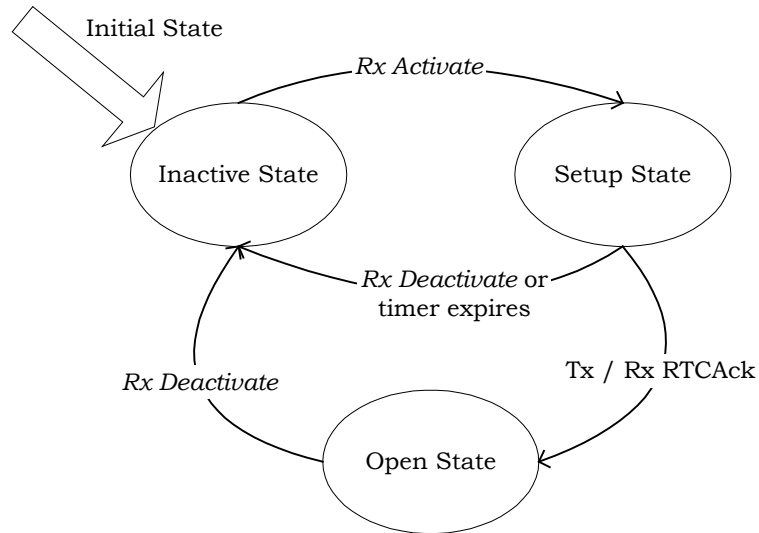 Initial State
Rx Activate
Inactive State
Setup State
Rx Deactivate or
timer expires
Rx Deactivate
Tx / Rx RTCAck
Open State